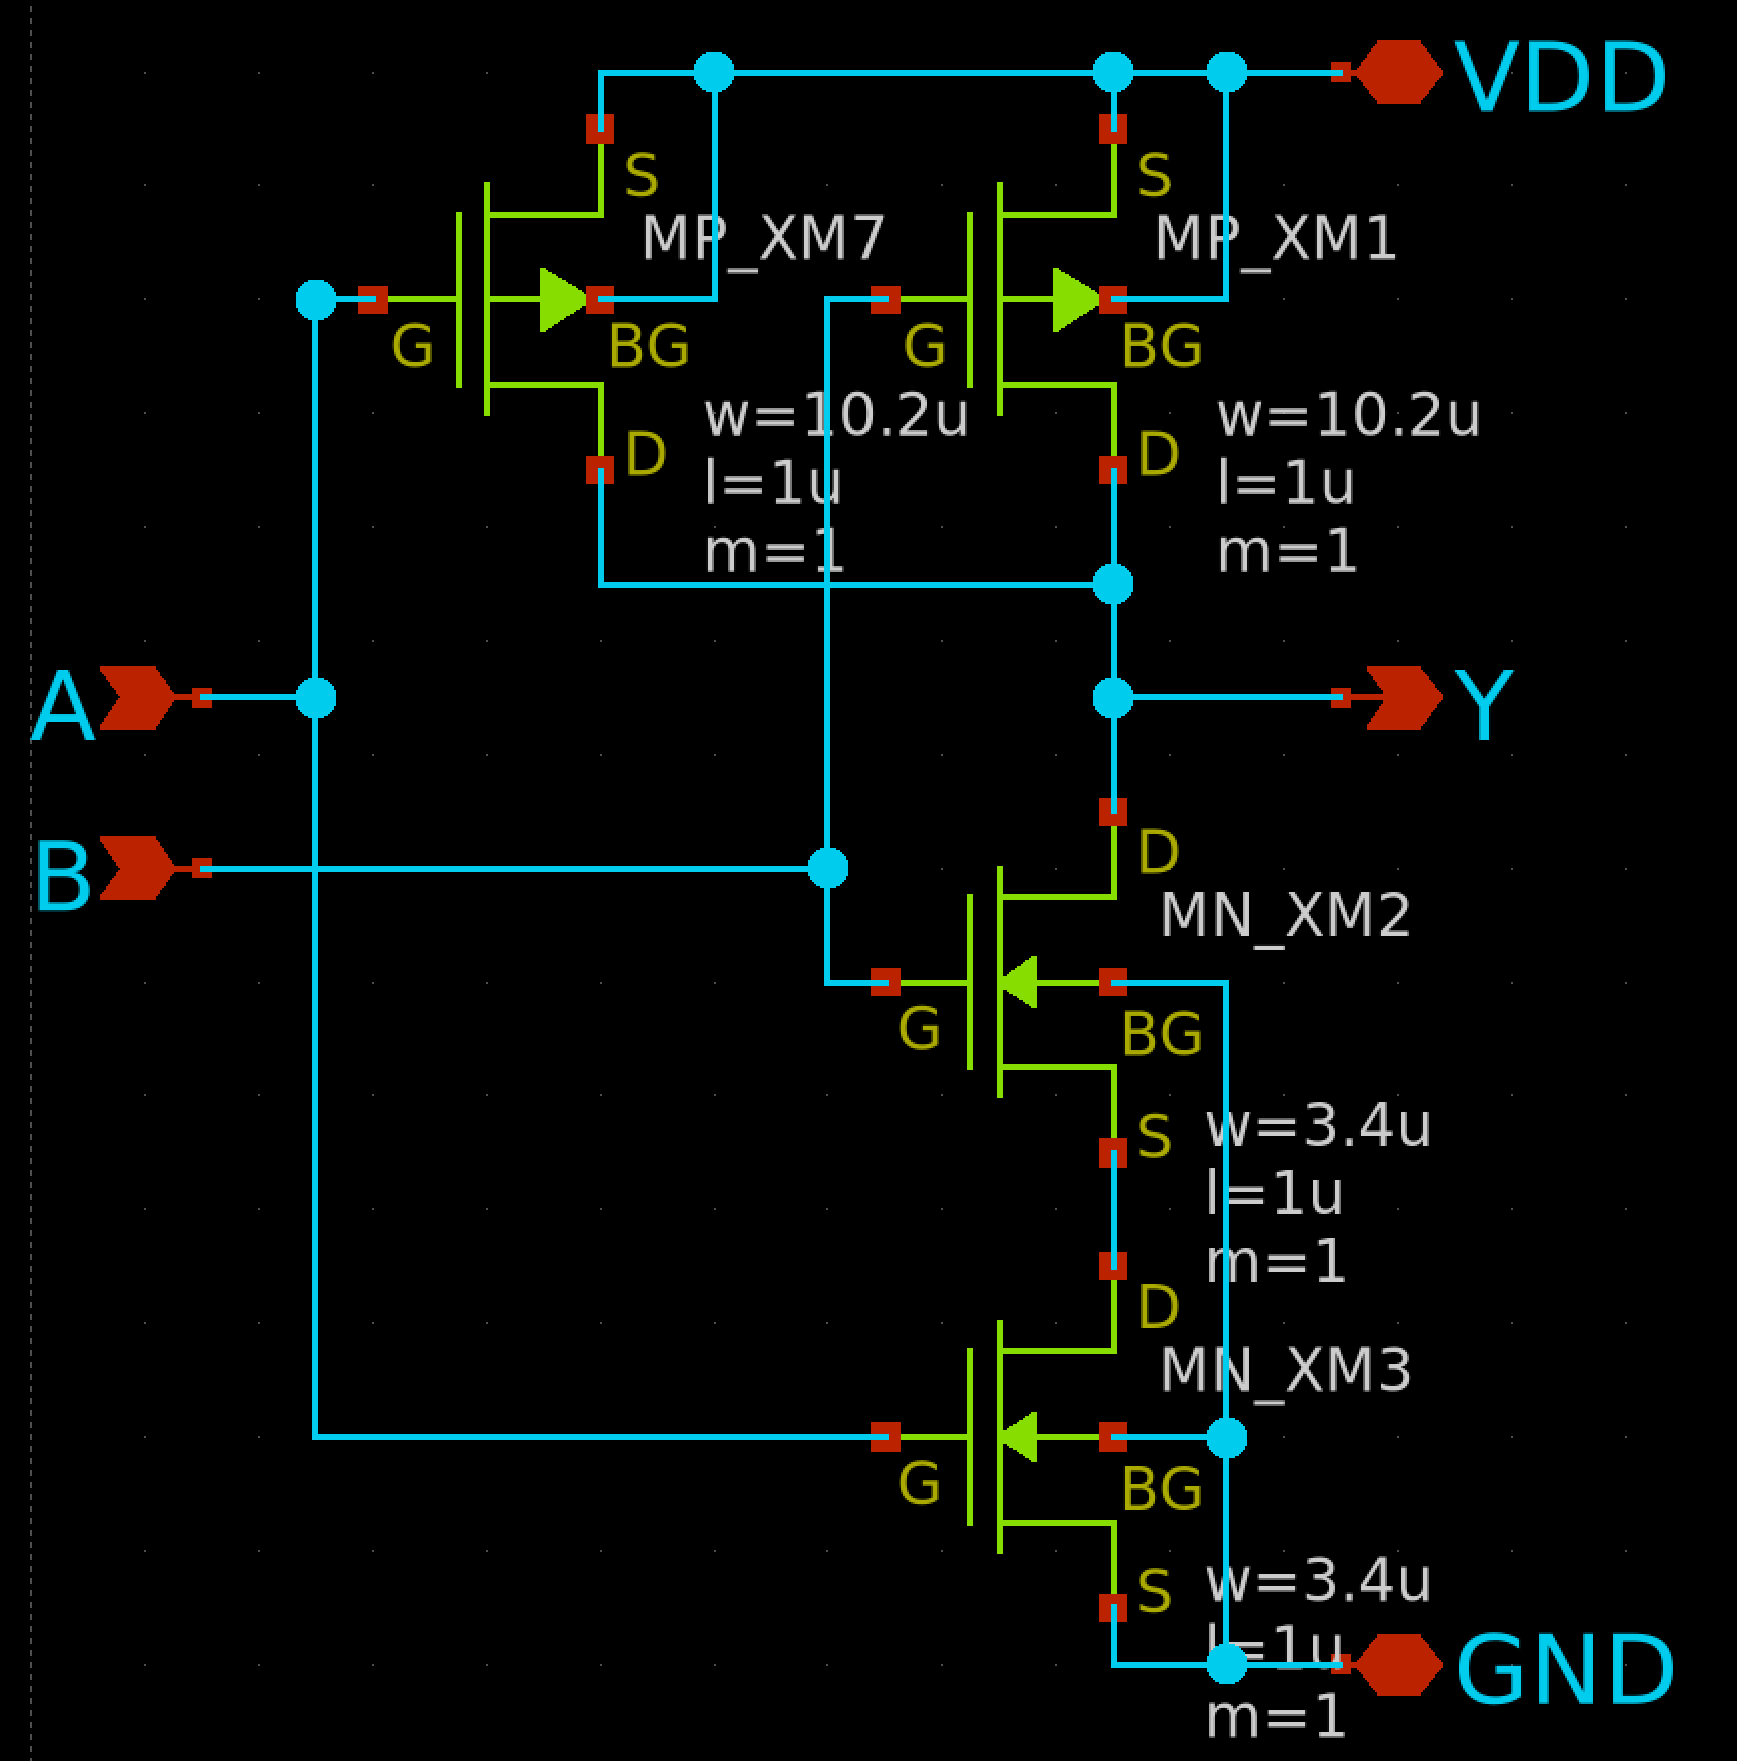 VDD
S
S
MP_XM7
MP_XM1
G
BG
G
BG
w=10.2u
w=10.2u
D
D
l=1u
l=1u
m=1
m=1
A
Y
B
D
MN_XM2
G
BG
S
w=3.4u
l=1u
m=1
D
MN_XM3
G
BG
S
w=3.4u
l=1u
GND
m=1